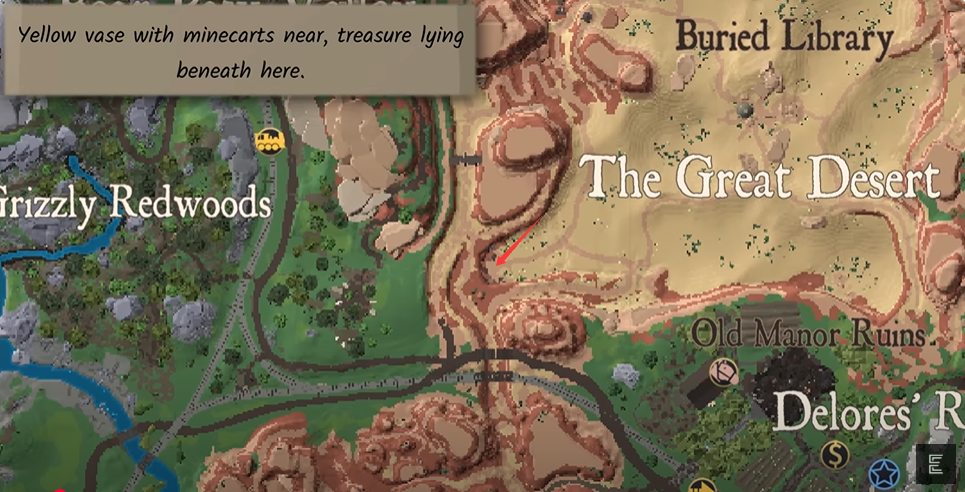 Yellow vase with minecarts near, treasure lying
beneath here.
Buried Library
The Great Desert
Grizzly Redwoods
Old Manor Ruins.
Delores' R